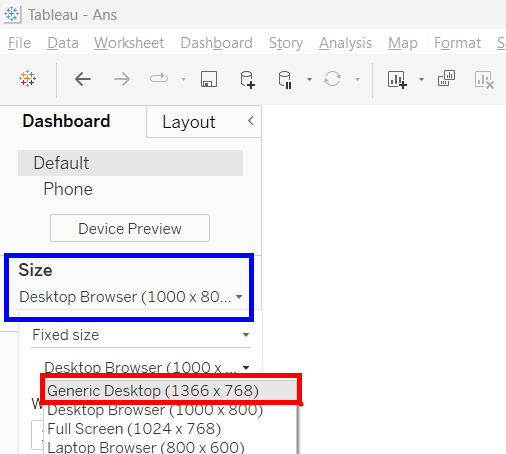 Tableau - Ans
File Data Worksheet Dashboard Story Analysis Map Format S
Dashboard Layout
Default
Phone
Device Preview
Size
Desktop Browser (1000 x 80...
Fixed size
Desktop Browser (1000 x ...
Generic Desktop (1366 x 768)
Desktop Browser (1000 x 800)
Full Screen (1024 x 768)
Laptop Browser (800 x 600)